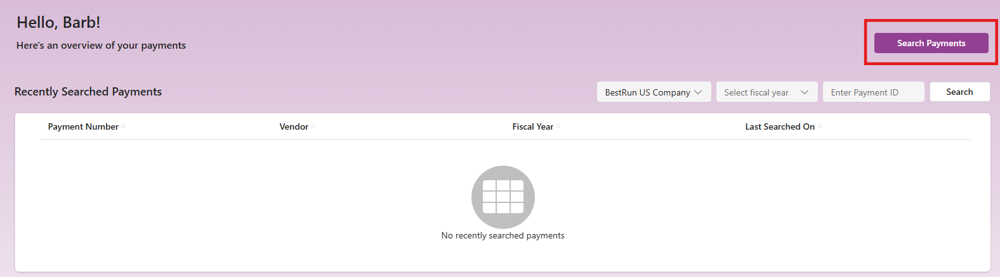 Hello, Barb!
Here's an overview of your payments
Search Payments
Recently Searched Payments
BestRun US Company
Select fiscal year
Enter Payment ID
Search
Payment Number
Vendor
Fiscal Year
Last Searched On
No recently searched payments